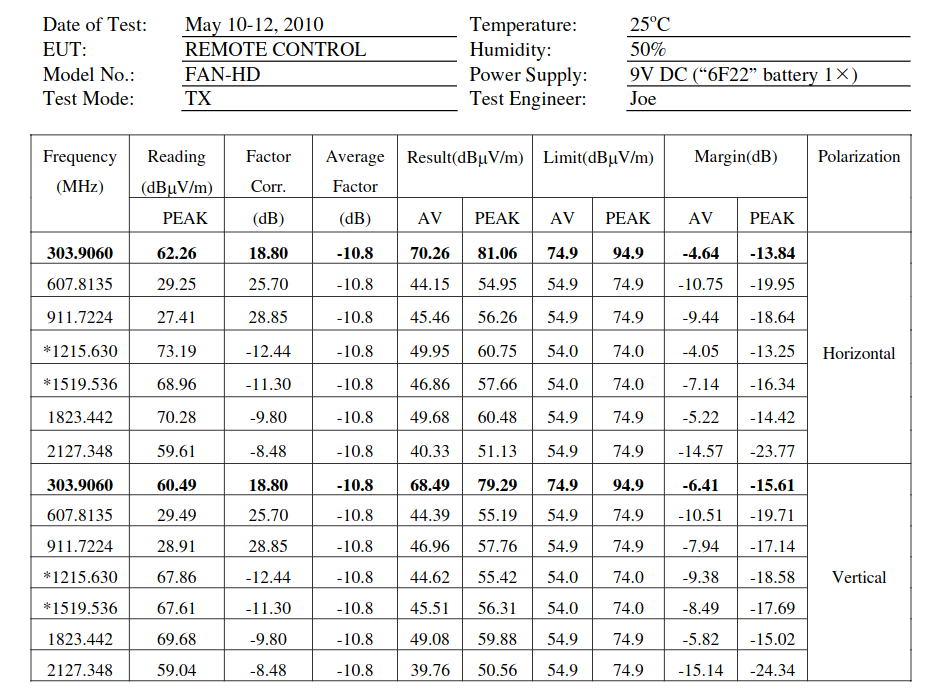 Date of Test: May 10-12, 2010 Temperature: 25°C
EUT: REMOTE CONTROL Humidity: 50%
Model No.: FAN-HD Power Supply: 9V DC (“6F22” battery 1×)
Test Mode: TX Test Engineer: Joe
Frequency Reading Factor Average Result(dBμV/m) Limit(dBμV/m) Margin(dB) Polarization
(MHz) (dBμV/m) Corr. Factor
PEAK (dB) (dB) AV PEAK AV PEAK AV PEAK
303.9060 62.26 18.80 -10.8 70.26 81.06 74.9 94.9 -4.64 -13.84
607.8135 29.25 25.70 -10.8 44.15 54.95 54.9 74.9 -10.75 -19.95
911.7224 27.41 28.85 -10.8 45.46 56.26 54.9 74.9 -9.44 -18.64
*1215.630 73.19 -12.44 -10.8 49.95 60.75 54.0 74.0 -4.05 -13.25 Horizontal
*1519.536 68.96 -11.30 -10.8 46.86 57.66 54.0 74.0 -7.14 -16.34
1823.442 70.28 -9.80 -10.8 49.68 60.48 54.9 74.9 -5.22 -14.42
2127.348 59.61 -8.48 -10.8 40.33 51.13 54.9 74.9 -14.57 -23.77
303.9060 60.49 18.80 -10.8 68.49 79.29 74.9 94.9 -6.41 -15.61
607.8135 29.49 25.70 -10.8 44.39 55.19 54.9 74.9 -10.51 -19.71
911.7224 28.91 28.85 -10.8 46.96 57.76 54.9 74.9 -7.94 -17.14
*1215.630 67.86 -12.44 -10.8 44.62 55.42 54.0 74.0 -9.38 -18.58 Vertical
*1519.536 67.61 -11.30 -10.8 45.51 56.31 54.0 74.0 -8.49 -17.69
1823.442 69.68 -9.80 -10.8 49.08 59.88 54.9 74.9 -5.82 -15.02
2127.348 59.04 -8.48 -10.8 39.76 50.56 54.9 74.9 -15.14 -24.34